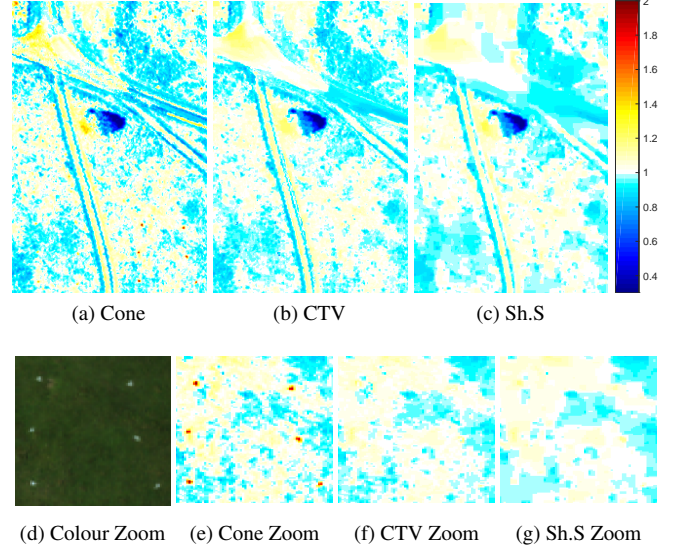 2
1.8
1.6
1.4
1.2
1
0.8
0.6
0.4
(a) Cone
(b) CTV
(c) Sh.S
(d) Colour Zoom
(e) Cone Zoom
(f) CTV Zoom
(g) Sh.S Zoom